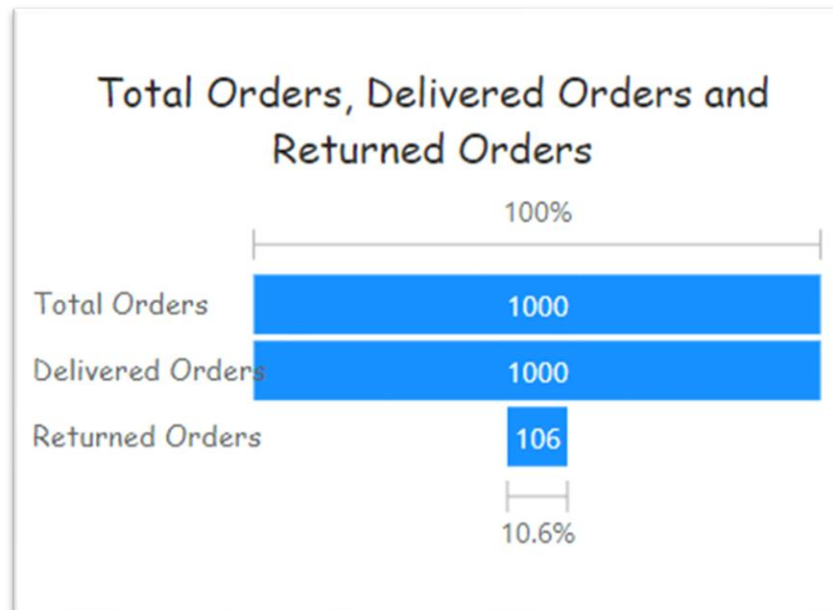 Total Orders, Delivered Orders and
Returned Orders
100%
Total Orders 1000
Delivered Orders 1000
Returned Orders 106
10.6%